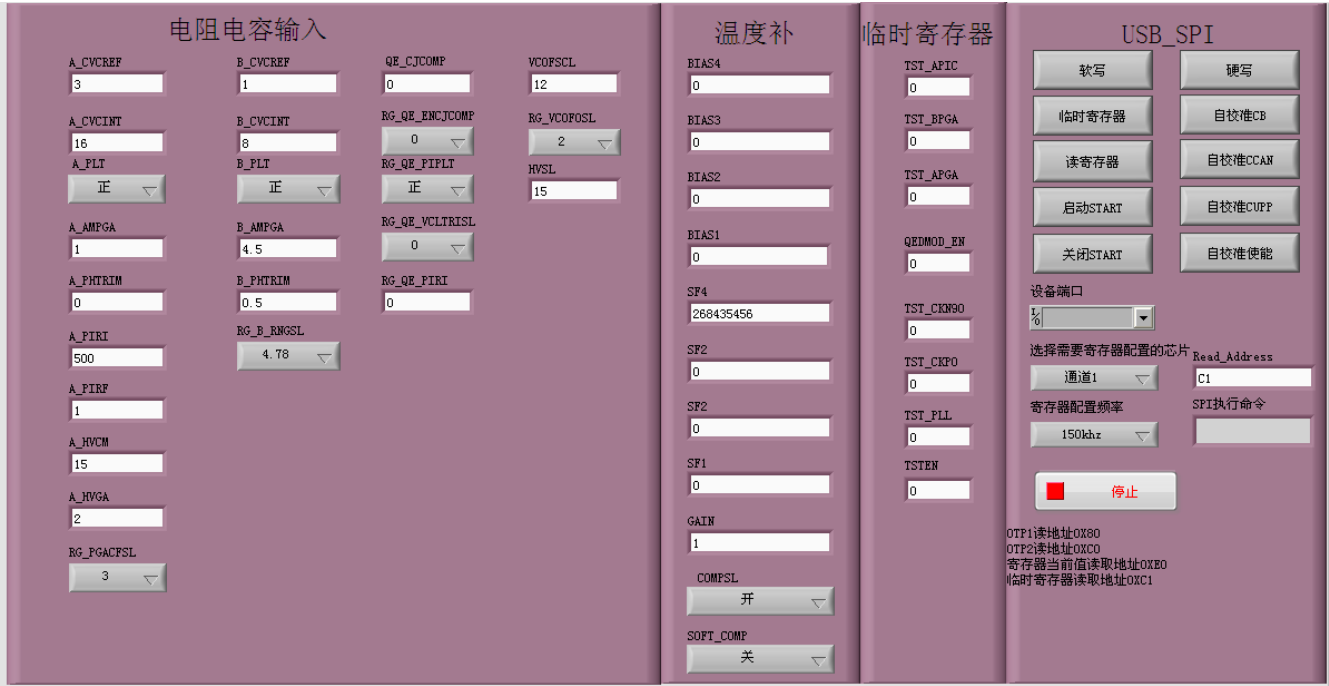 电阻电容输入
A_CVCREF
3
A_CVCINT
16
A_PLT
正
A_AMPGA
1
A_PHTRIM
0
A_PIRI
500
A_PIRF
1
A_HVCM
15
A_HVGA
2
RG_PGACFSL
3
B_CVCREF
1
B_CVCINT
8
B_PLT
正
B_AMPGA
4.5
B_PHTRIM
0.5
RG_B_RNGSL
4.78
QE_CJCOMP
0
RG_QE_ENCJCOMP
0
RG_QE_PIPLT
正
RG_QE_VCLTRISL
0
RG_QE_PIRI
0
VCOFSCL
12
RG_VCOFOSL
2
HVSL
15
温度补
BIAS4
0
BIAS3
0
BIAS2
0
BIAS1
0
SF4
268435456
SF2
0
SF2
0
SF1
0
GAIN
1
COMPSL
开
SOFT_COMP
关
临时寄存器
TST_APIC
0
TST_BPGA
0
TST_APGA
0
QEDMOD_EN
0
TST_CKN90
0
TST_CKPO
0
TST_PLL
0
TSTEN
0
USB_SPI
软写
硬写
临时寄存器
自校准CB
读寄存器
自校准CCAN
启动START
自校准CUPP
关闭START
自校准使能
设备端口
I/0
选择需要寄存器配置的芯片
通道1
Read_Address
C1
寄存器配置频率
150khz
SPI执行命令
停止
OTP1读地址0X80
OTP2读地址0XC0
寄存器当前值读取地址0XE0
临时寄存器读取地址0XC1